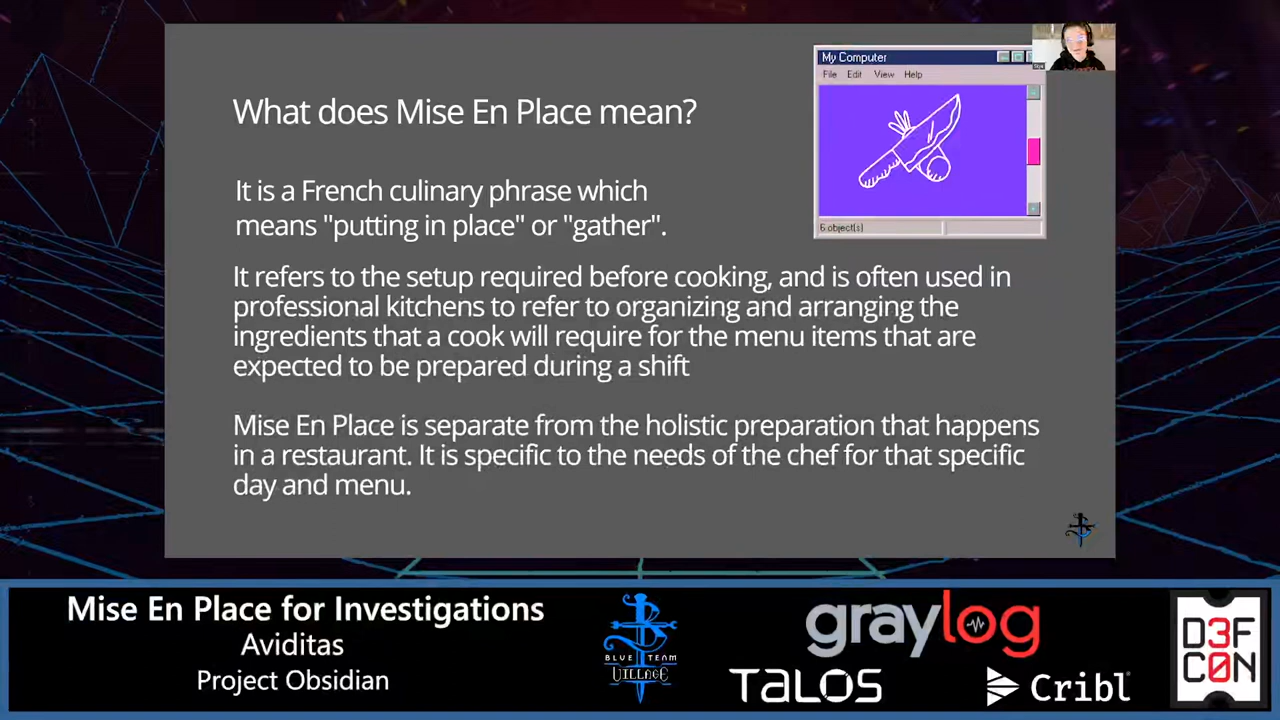 What does Mise En Place mean?
My Computer
File Edit View Help
6 object(s)
It is a French culinary phrase which
means "putting in place" or "gather".
It refers to the setup required before cooking, and is often used in
professional kitchens to refer to organizing and arranging the
ingredients that a cook will require for the menu items that are
expected to be prepared during a shift
Mise En Place is separate from the holistic preparation that happens
in a restaurant. It is specific to the needs of the chef for that specific
day and menu.
Mise En Place for Investigations
Aviditas
Project Obsidian
BLUE TEAM
VILLAGE
graylog
TALOS
Cribl
D3F
C0N